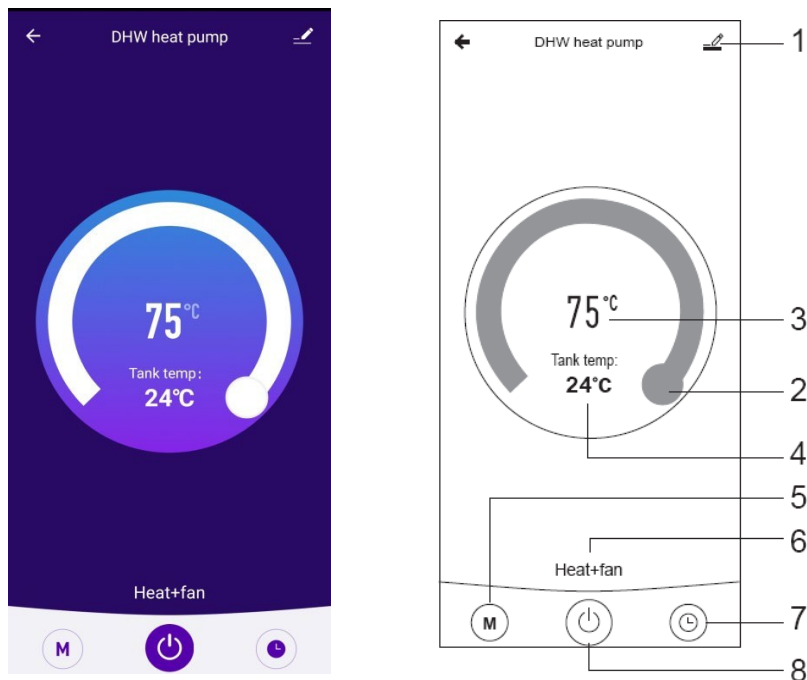 DHW heat pump
75°C
Tank temp:
24°C
Heat+fan
M
DHW heat pump
1
75°C
3
Tank temp:
24°C
2
4
5
6
Heat+fan
M
7
8